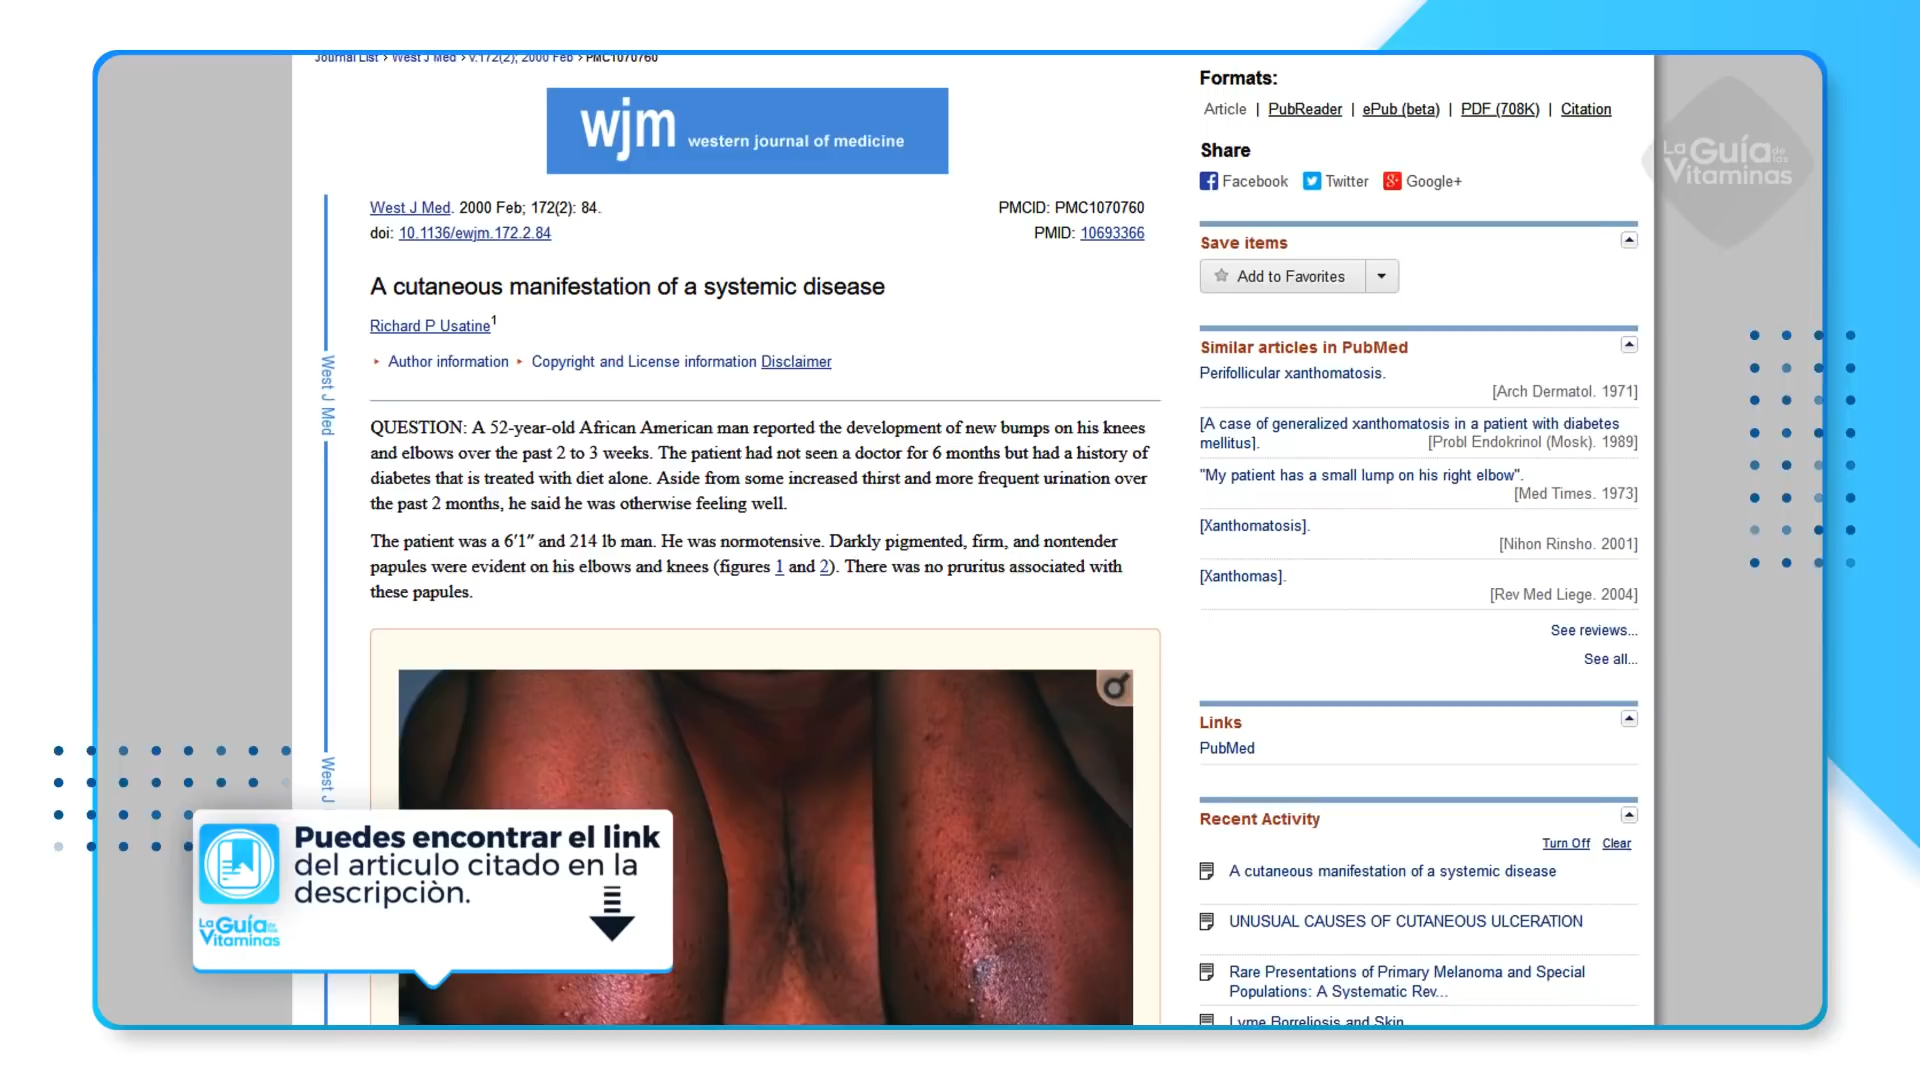 Journal List > West J Med > v.172(2); 2000 Feb > PMC1070760
wjm western journal of medicine
West J Med. 2000 Feb; 172(2): 84.
PMCID: PMC1070760
doi: 10.1136/ewjm.172.2.84
PMID: 10693366
A cutaneous manifestation of a systemic disease
Richard P Usatine1
Author information Copyright and License information Disclaimer
QUESTION: A 52-year-old African American man reported the development of new bumps on his knees
and elbows over the past 2 to 3 weeks. The patient had not seen a doctor for 6 months but had a history of
diabetes that is treated with diet alone. Aside from some increased thirst and more frequent urination over
the past 2 months, he said he was otherwise feeling well.
The patient was a 6′1″ and 214 lb man. He was normotensive. Darkly pigmented, firm, and nontender
papules were evident on his elbows and knees (figures 1 and 2). There was no pruritus associated with
these papules.
West J Med
West J
Puedes encontrar el link
del articulo citado en la
descripciòn.
La Guía de las
Vitaminas
Formats:
Article | PubReader | ePub (beta) | PDF (708K) | Citation
Share
Facebook Twitter Google+
Save items
Add to Favorites
Similar articles in PubMed
Perifollicular xanthomatosis.
[Arch Dermatol. 1971]
[A case of generalized xanthomatosis in a patient with diabetes
mellitus]. [Probl Endokrinol (Mosk). 1989]
"My patient has a small lump on his right elbow".
[Med Times. 1973]
[Xanthomatosis].
[Nihon Rinsho. 2001]
[Xanthomas].
[Rev Med Liege. 2004]
See reviews...
See all...
Links
PubMed
Recent Activity
Turn Off Clear
A cutaneous manifestation of a systemic disease
UNUSUAL CAUSES OF CUTANEOUS ULCERATION
Rare Presentations of Primary Melanoma and Special
Populations: A Systematic Rev...
Lyme Borreliosis and Skin
La Guía de las
Vitaminas